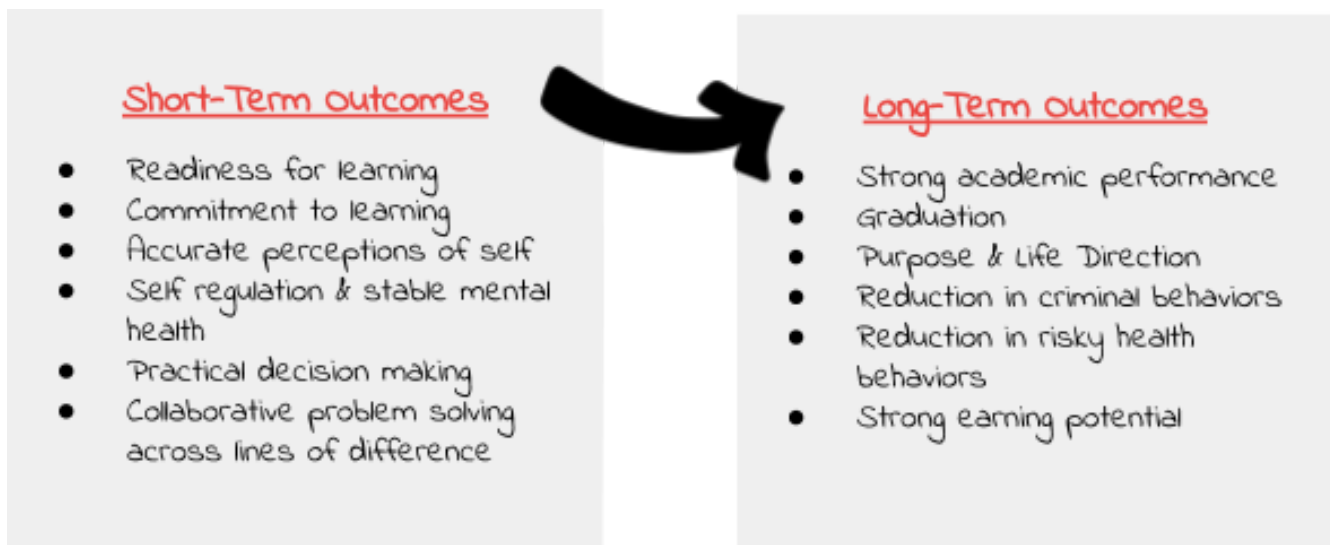 Short-Term Outcomes
● Readiness for learning
● Commitment to learning
● Accurate perceptions of self
● Self regulation & stable mental
health
● Practical decision making
● Collaborative problem solving
across lines of difference
Long-Term Outcomes
● Strong academic performance
● Graduation
● Purpose & Life Direction
● Reduction in criminal behaviors
● Reduction in risky health
behaviors
● Strong earning potential